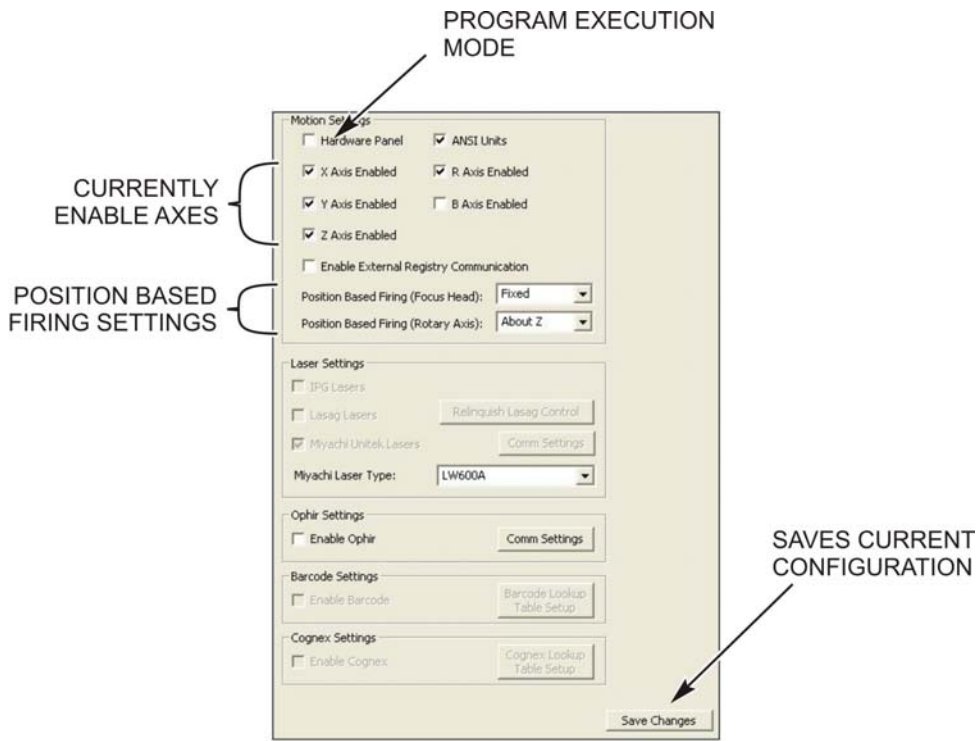 PROGRAM EXECUTION
MODE
Motion Settings
Hardware Panel
ANSI Units
X Axis Enabled
R Axis Enabled
CURRENTLY
ENABLE AXES
Y Axis Enabled
B Axis Enabled
Z Axis Enabled
Enable External Registry Communication
POSITION BASED
FIRING SETTINGS
Position Based Firing (Focus Head): Fixed
Position Based Firing (Rotary Axis): About Z
Laser Settings
IPG Lasers
Lasag Lasers
Relinquish Lasag Control
Miyachi Unitek Lasers
Comm Settings
Miyachi Laser Type: LW600A
Ophir Settings
Enable Ophir
Comm Settings
SAVES CURRENT
CONFIGURATION
Barcode Settings
Enable Barcode
Barcode Lookup
Table Setup
Cognex Settings
Enable Cognex
Cognex Lookup
Table Setup
Save Changes